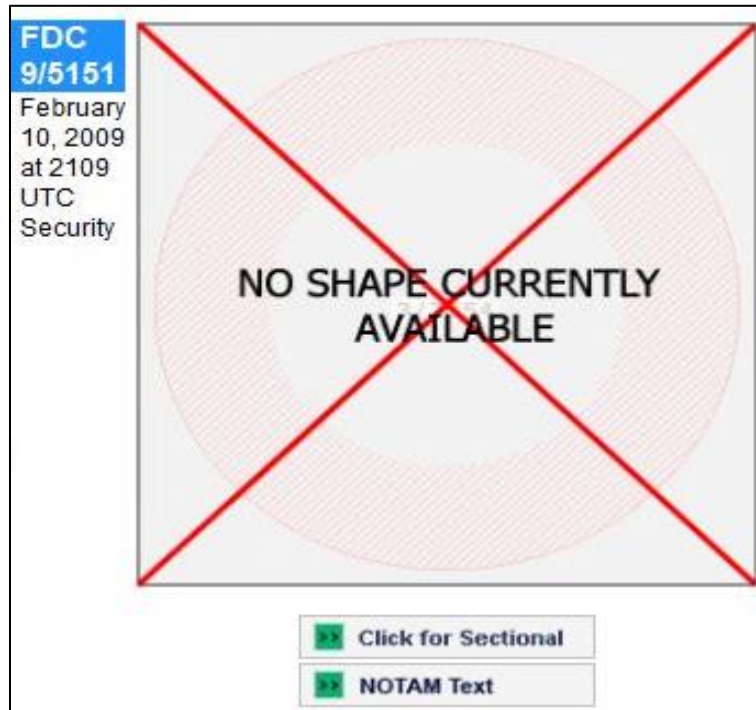 FDC
9/5151
February
10, 2009
at 2109
UTC
Security
NO SHAPE CURRENTLY
AVAILABLE
>> Click for Sectional
>> NOTAM Text